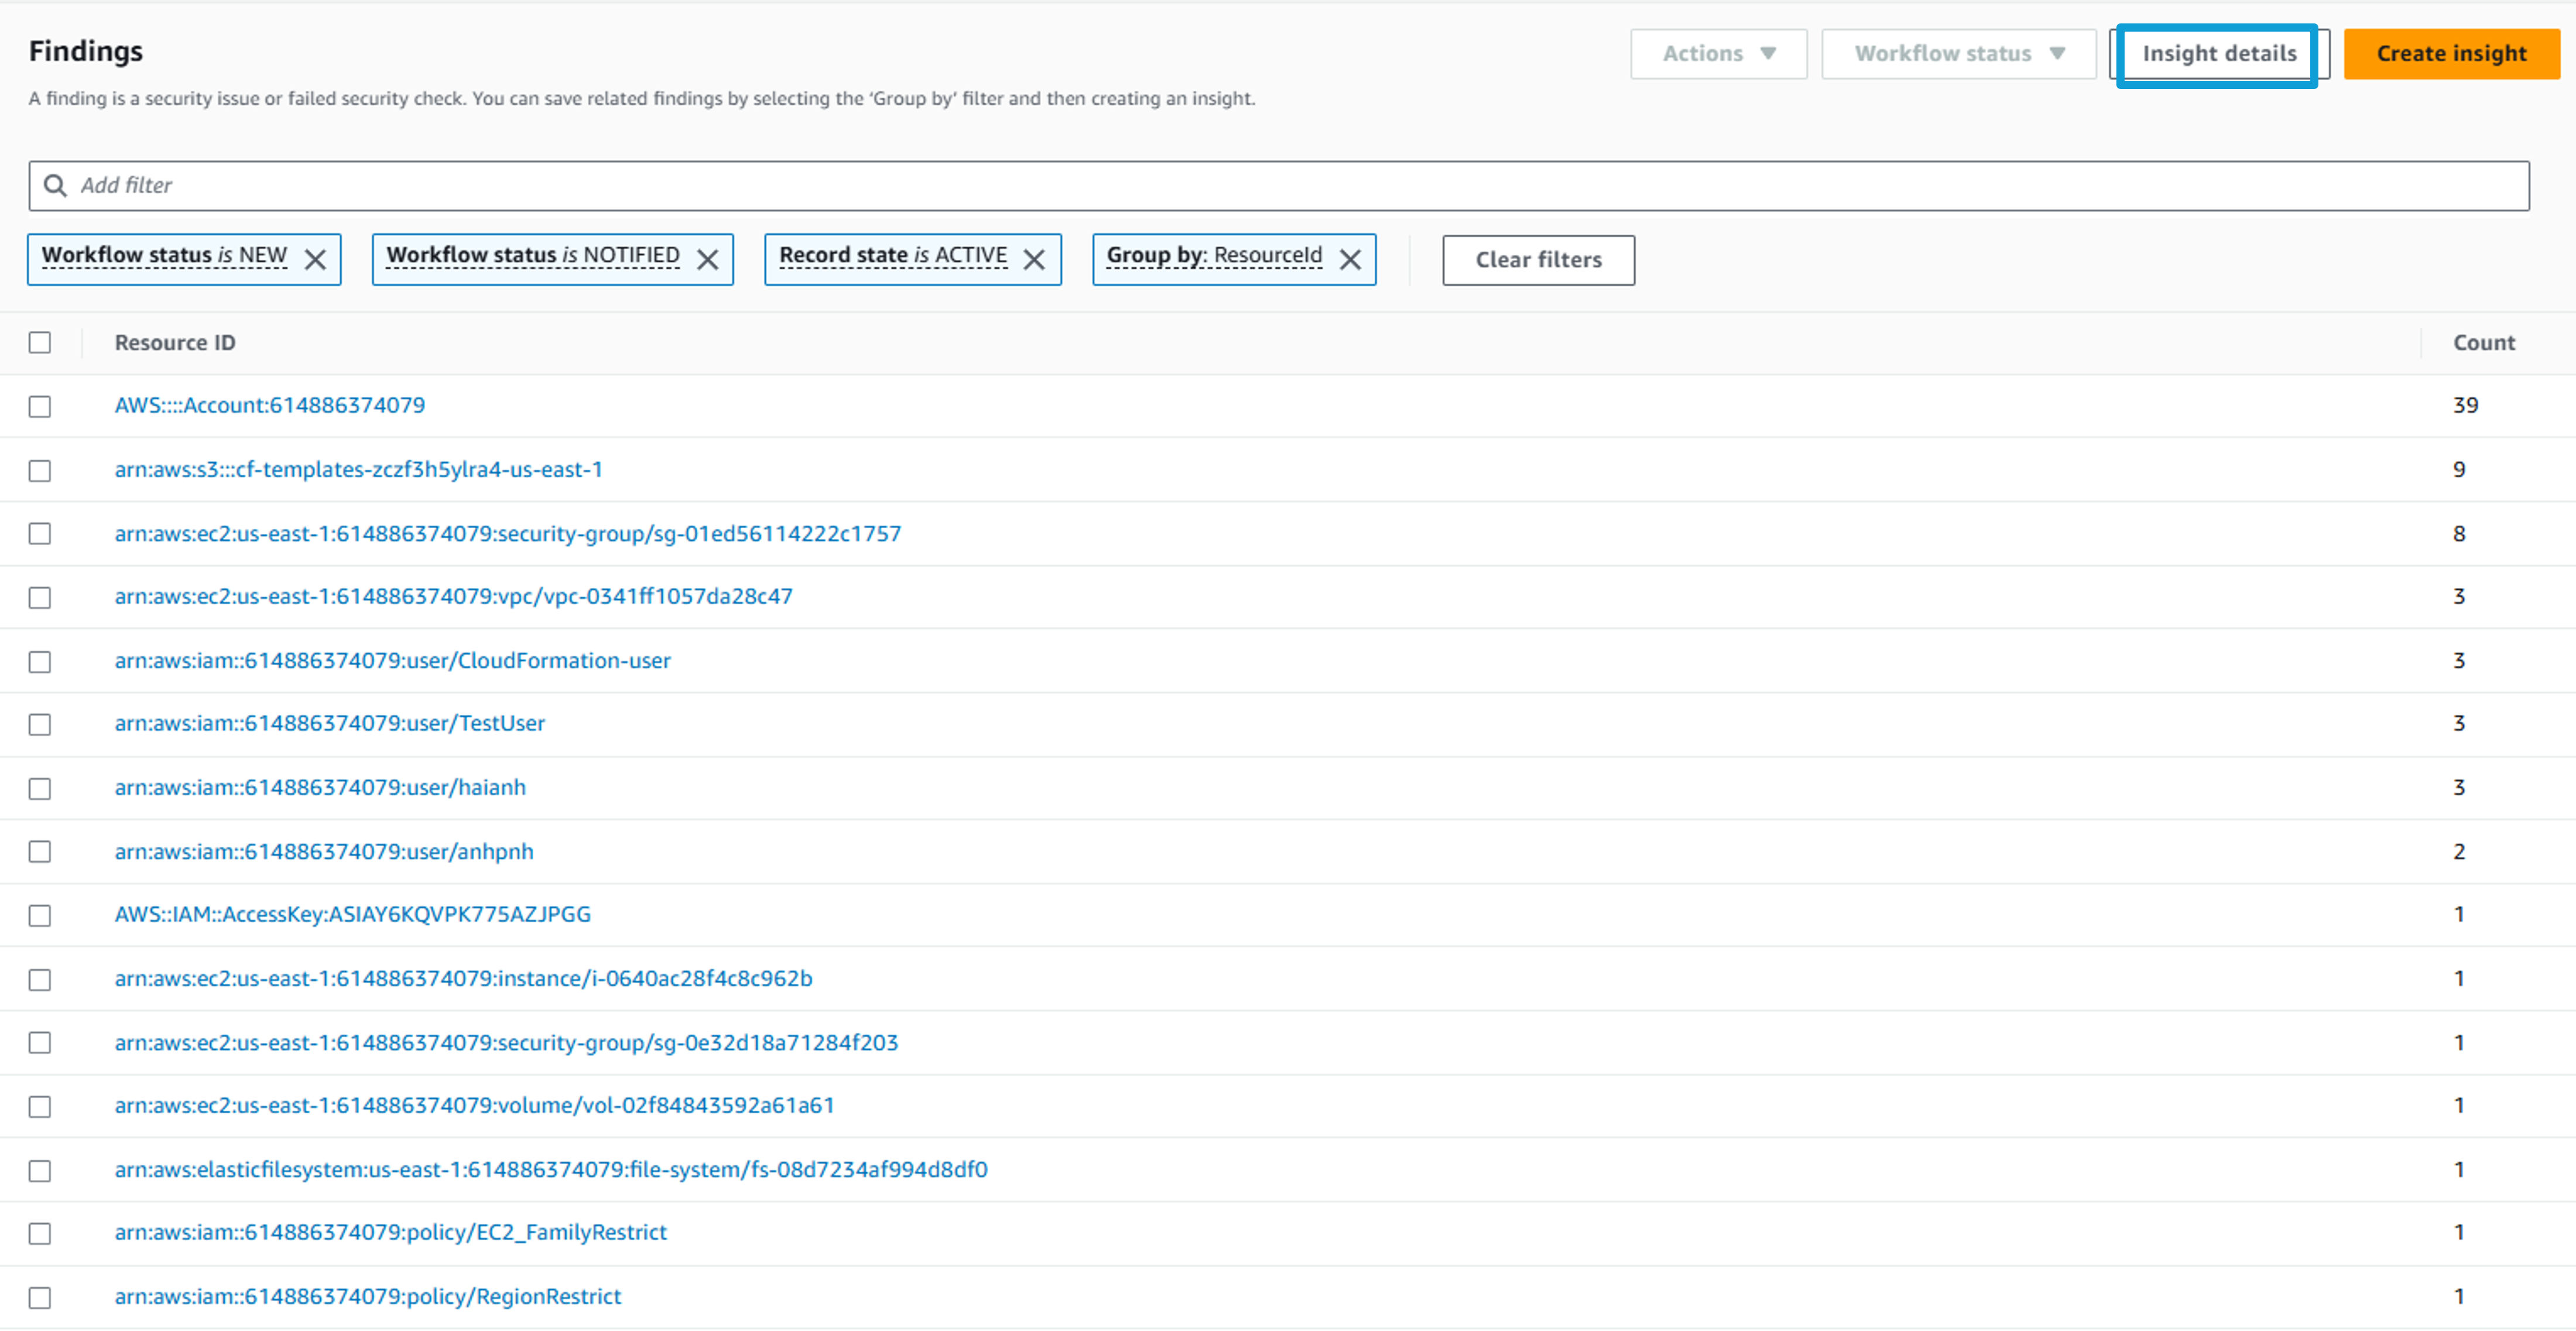 Findings
Actions Workflow status Insight details Create insight
A finding is a security issue or failed security check. You can save related findings by selecting the ‘Group by’ filter and then creating an insight.
Add filter
Workflow status is NEW Workflow status is NOTIFIED Record state is ACTIVE Group by: ResourceId Clear filters
Resource ID Count
AWS::::Account:614886374079 39
arn:aws:s3:::cf-templates-zczf3h5ylra4-us-east-1 9
arn:aws:ec2:us-east-1:614886374079:security-group/sg-01ed56114222c1757 8
arn:aws:ec2:us-east-1:614886374079:vpc/vpc-0341ff1057da28c47 3
arn:aws:iam::614886374079:user/CloudFormation-user 3
arn:aws:iam::614886374079:user/TestUser 3
arn:aws:iam::614886374079:user/haianh 3
arn:aws:iam::614886374079:user/anhpnh 2
AWS::IAM::AccessKey:ASIAY6KQVPK775AZJPGG 1
arn:aws:ec2:us-east-1:614886374079:instance/i-0640ac28f4c8c962b 1
arn:aws:ec2:us-east-1:614886374079:security-group/sg-0e32d18a71284f203 1
arn:aws:ec2:us-east-1:614886374079:volume/vol-02f84843592a61a61 1
arn:aws:elasticfilesystem:us-east-1:614886374079:file-system/fs-08d7234af994d8df0 1
arn:aws:iam::614886374079:policy/EC2_FamilyRestrict 1
arn:aws:iam::614886374079:policy/RegionRestrict 1